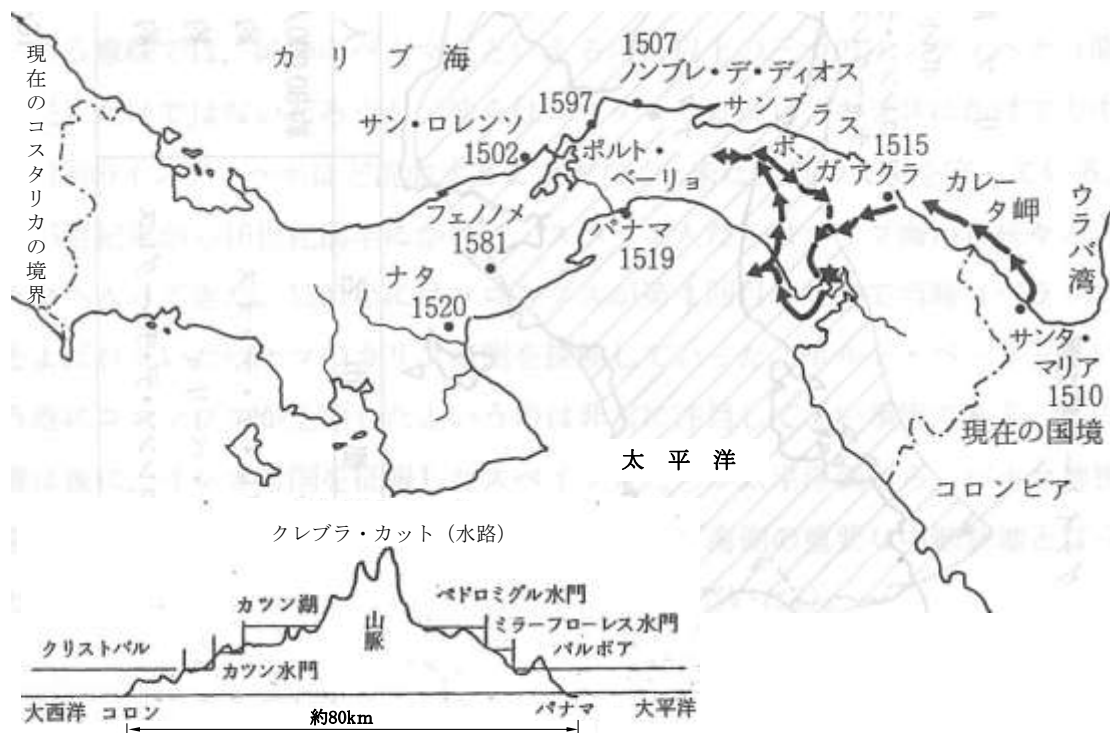 現在のコスタリカの境界
カリブ海
1507
ノンブレ・デ・ディオス
サンブラス
1597
サン・ロレンソ
1502
ポルト・
ベーリョ
ポンガ
1515
アクラ
カレー
タ岬
ウラバ湾
フェノノメ
1581
パナマ
1519
ナタ
1520
サンタ・
マリア
1510
現在の国境
コロンビア
太平洋
クレブラ・カット（水路）
カツン湖
山脈
ペドロミグル水門
ミラーフローレス水門
クリストバル
カツン水門
バルボア
大西洋
コロン
約80km
パナマ
太平洋